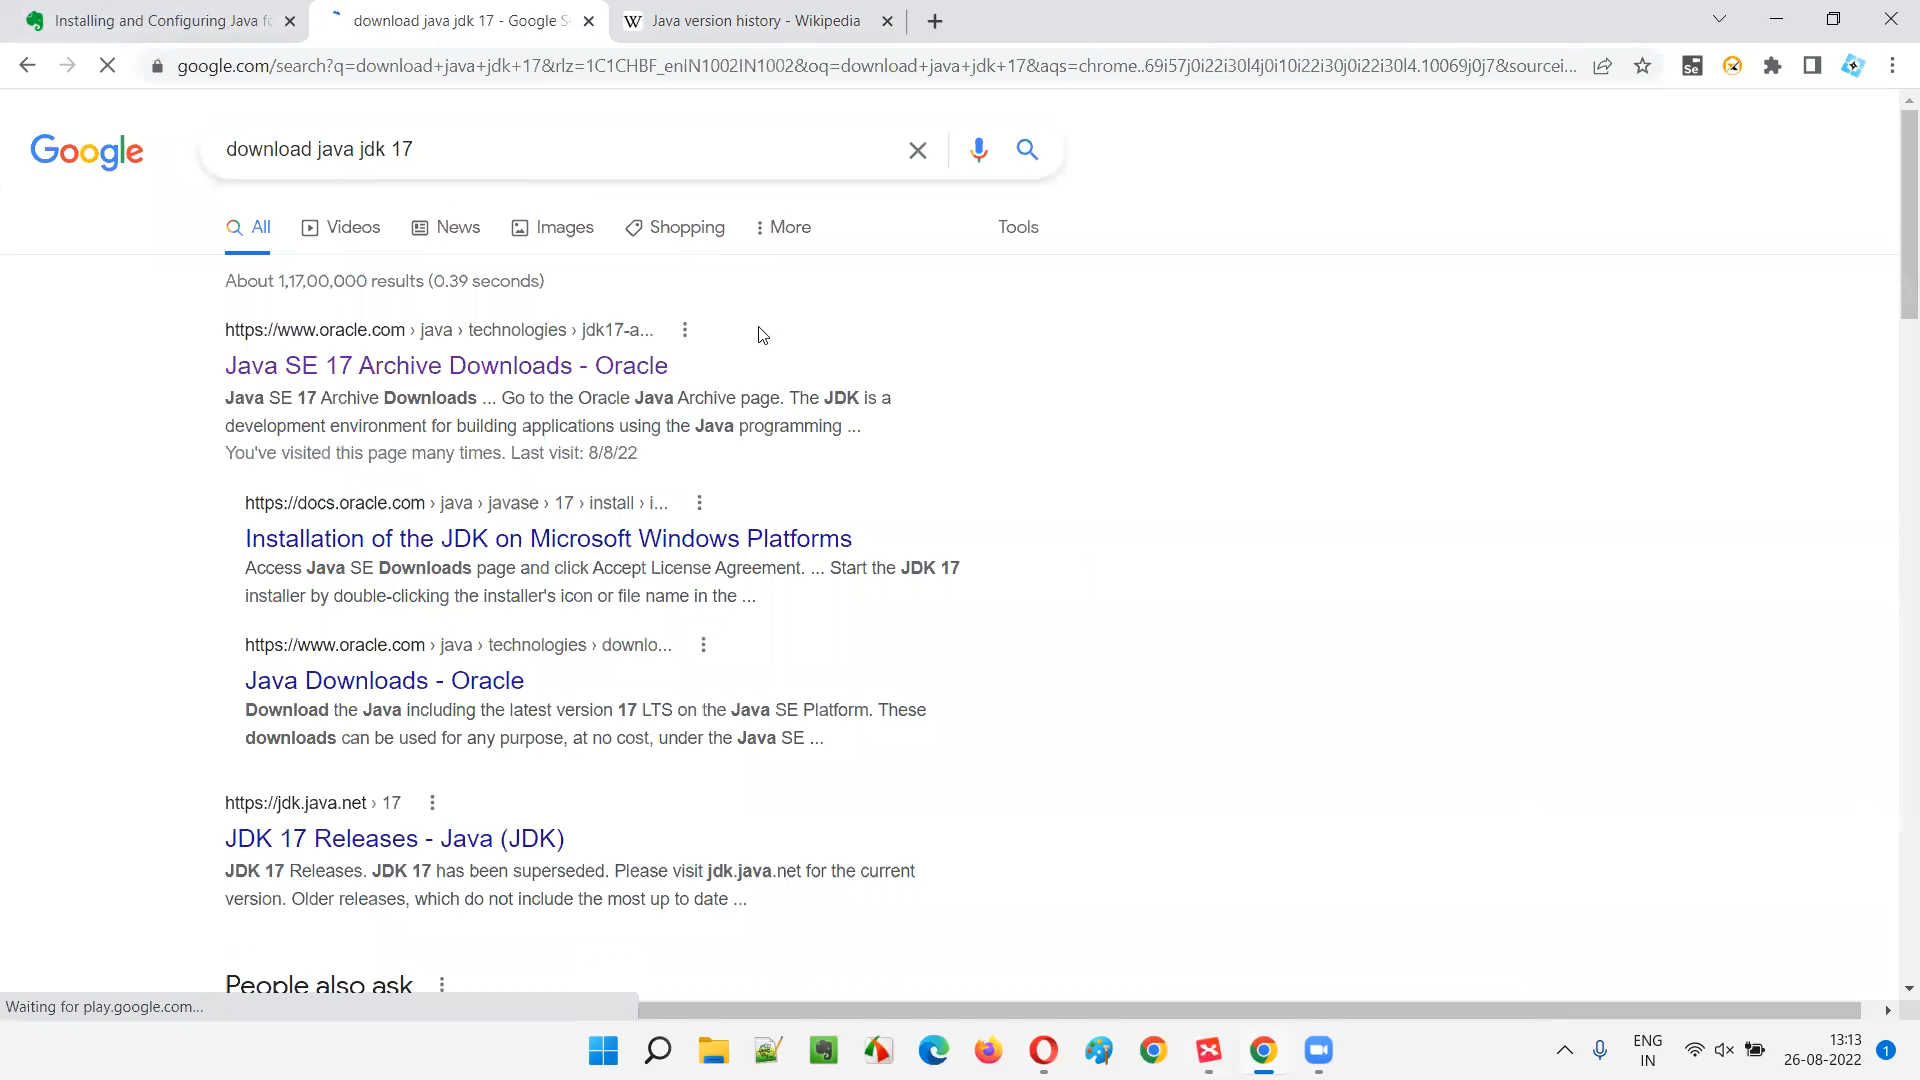 Installing and Configuring Java fo
download java jdk 17 - Google S
W Java version history - Wikipedia
google.com/search?q=download+java+jdk+17&rlz=1C1CHBF_enIN1002IN1002&oq=download+java+jdk+17&aqs=chrome..69i57j0i22i30l4j0i10i22i30j0i22i30l4.10069j0j7&sourcei...
Se
Google
download java jdk 17
All
Videos
News
Images
Shopping
More
Tools
About 1,17,00,000 results (0.39 seconds)
https://www.oracle.com › java › technologies › jdk17-a...
Java SE 17 Archive Downloads - Oracle
Java SE 17 Archive Downloads ... Go to the Oracle Java Archive page. The JDK is a
development environment for building applications using the Java programming ...
You've visited this page many times. Last visit: 8/8/22
https://docs.oracle.com › java › javase › 17 › install › i...
Installation of the JDK on Microsoft Windows Platforms
Access Java SE Downloads page and click Accept License Agreement. ... Start the JDK 17
installer by double-clicking the installer's icon or file name in the ...
https://www.oracle.com › java › technologies › downlo...
Java Downloads - Oracle
Download the Java including the latest version 17 LTS on the Java SE Platform. These
downloads can be used for any purpose, at no cost, under the Java SE ...
https://jdk.java.net › 17
JDK 17 Releases - Java (JDK)
JDK 17 Releases. JDK 17 has been superseded. Please visit jdk.java.net for the current
version. Older releases, which do not include the most up to date ...
People also ask
Waiting for play.google.com...
ENG
IN
13:13
26-08-2022
1